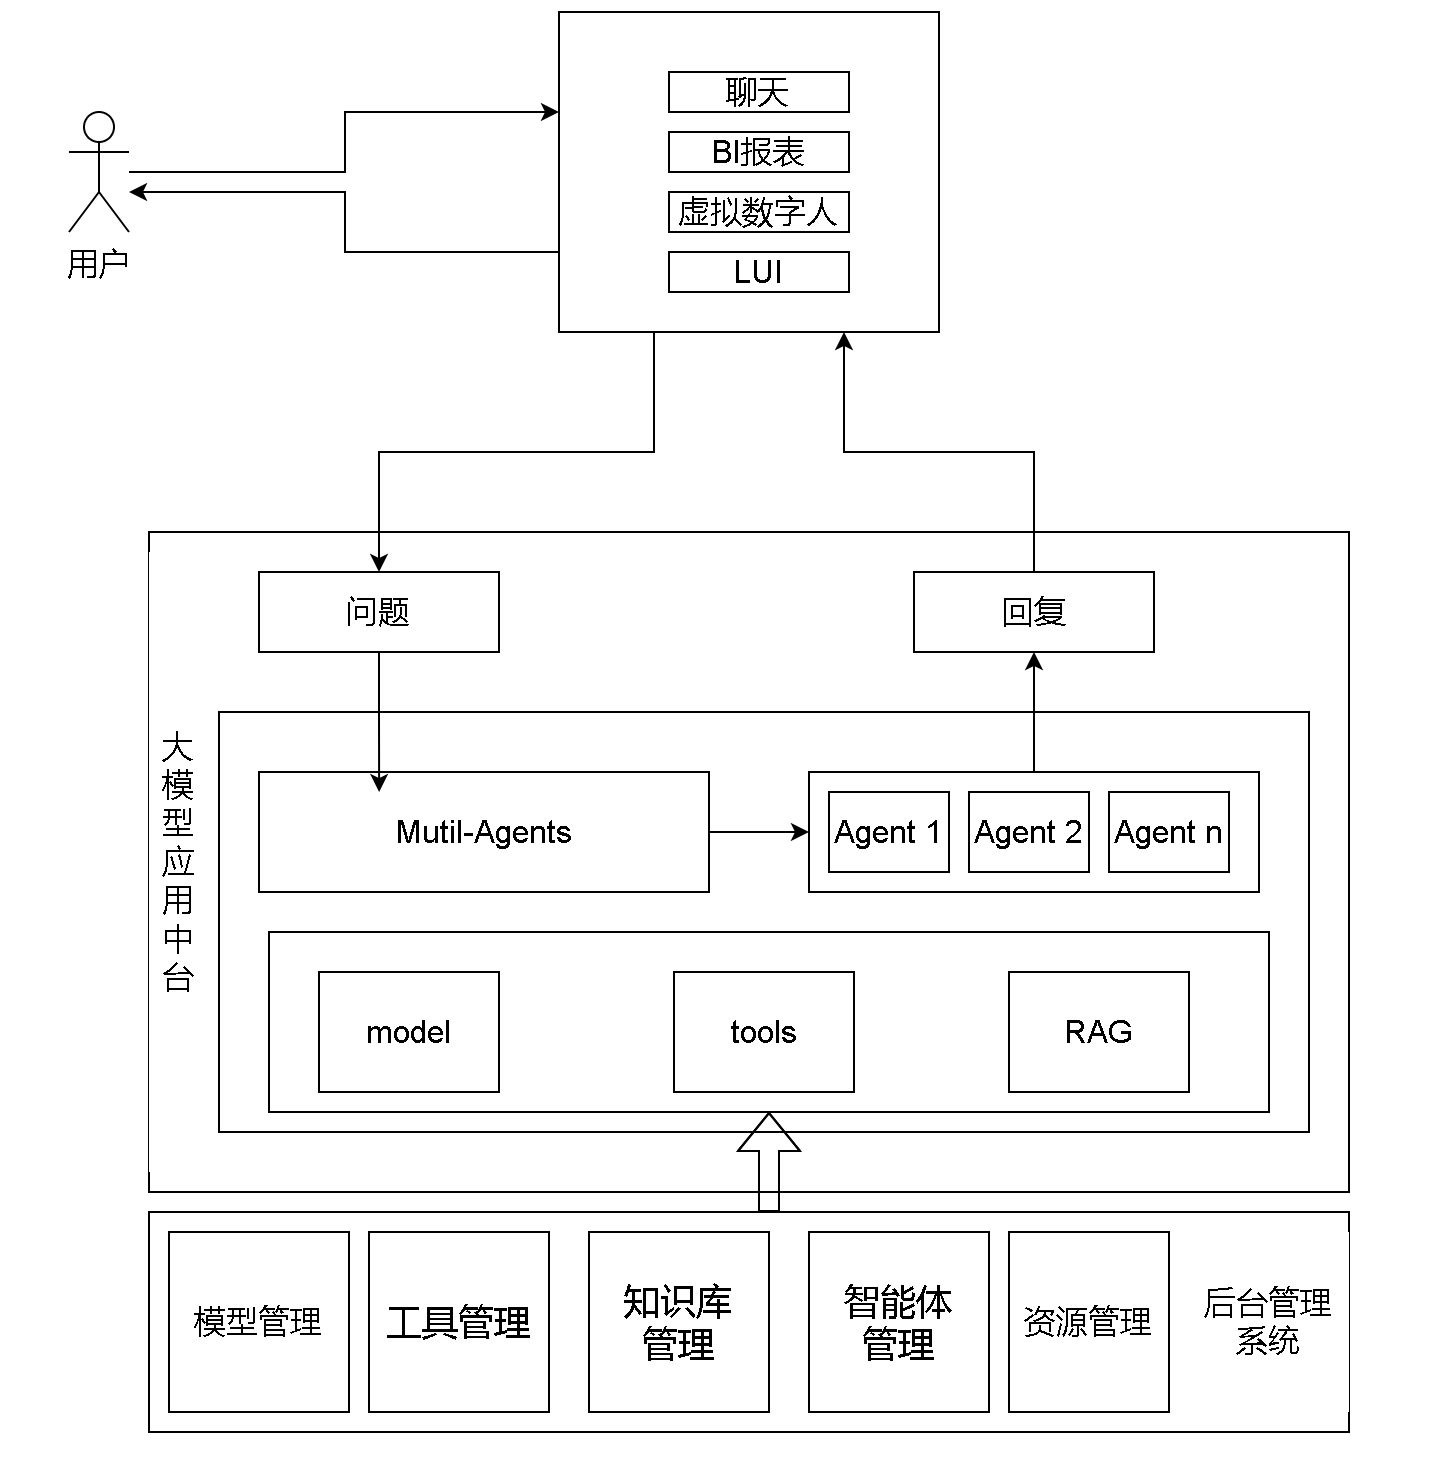 聊天
BI报表
虚拟数字人
LUI
用户
问题
回复
大
模
型
应
用
中
台
Mutil-Agents
Agent 1
Agent 2
Agent n
model
tools
RAG
模型管理
工具管理
知识库
管理
智能体
管理
资源管理
后台管理
系统